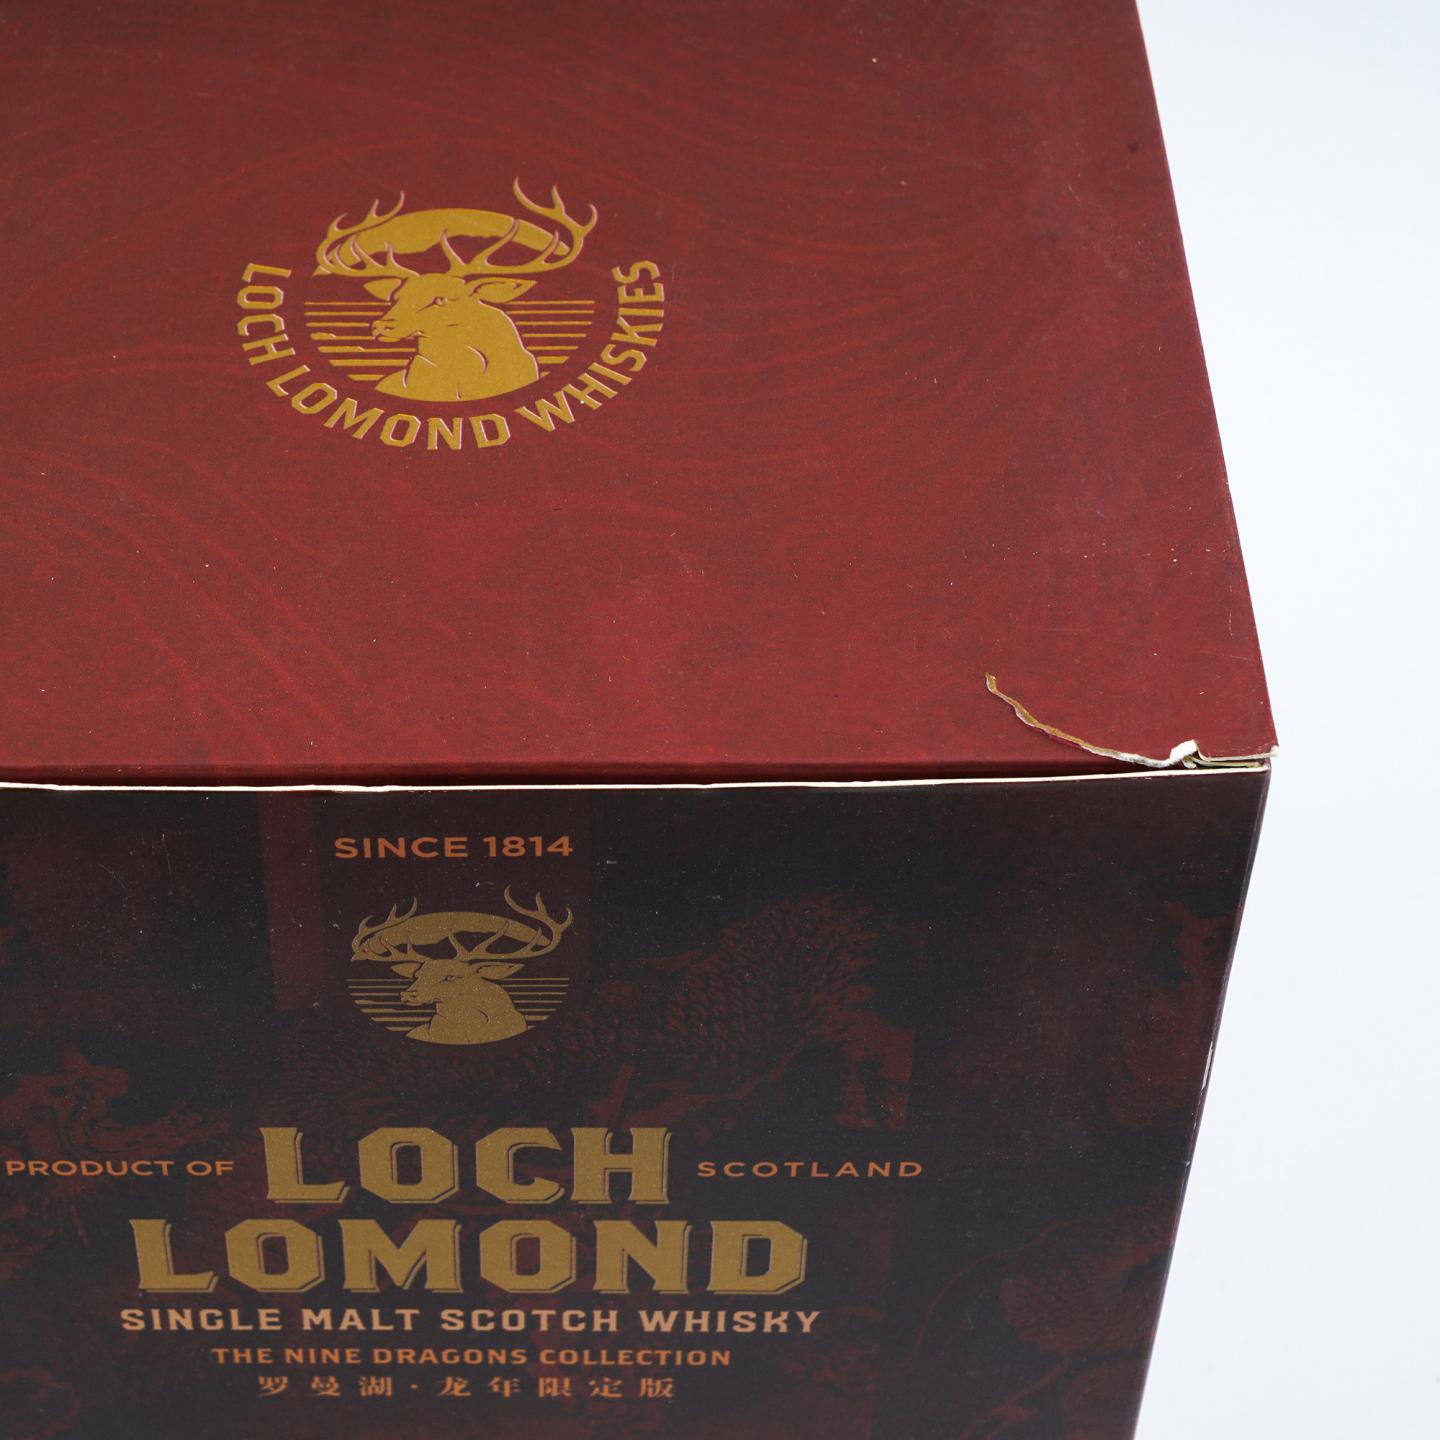 LOCH LOMOND WHISKIES
SINCE 1814
PRODUCT OF LOCH SCOTLAND
LOMOND
SINGLE MALT SCOTCH WHISKY
THE NINE DRAGONS COLLECTION
罗曼湖·龙年限定版